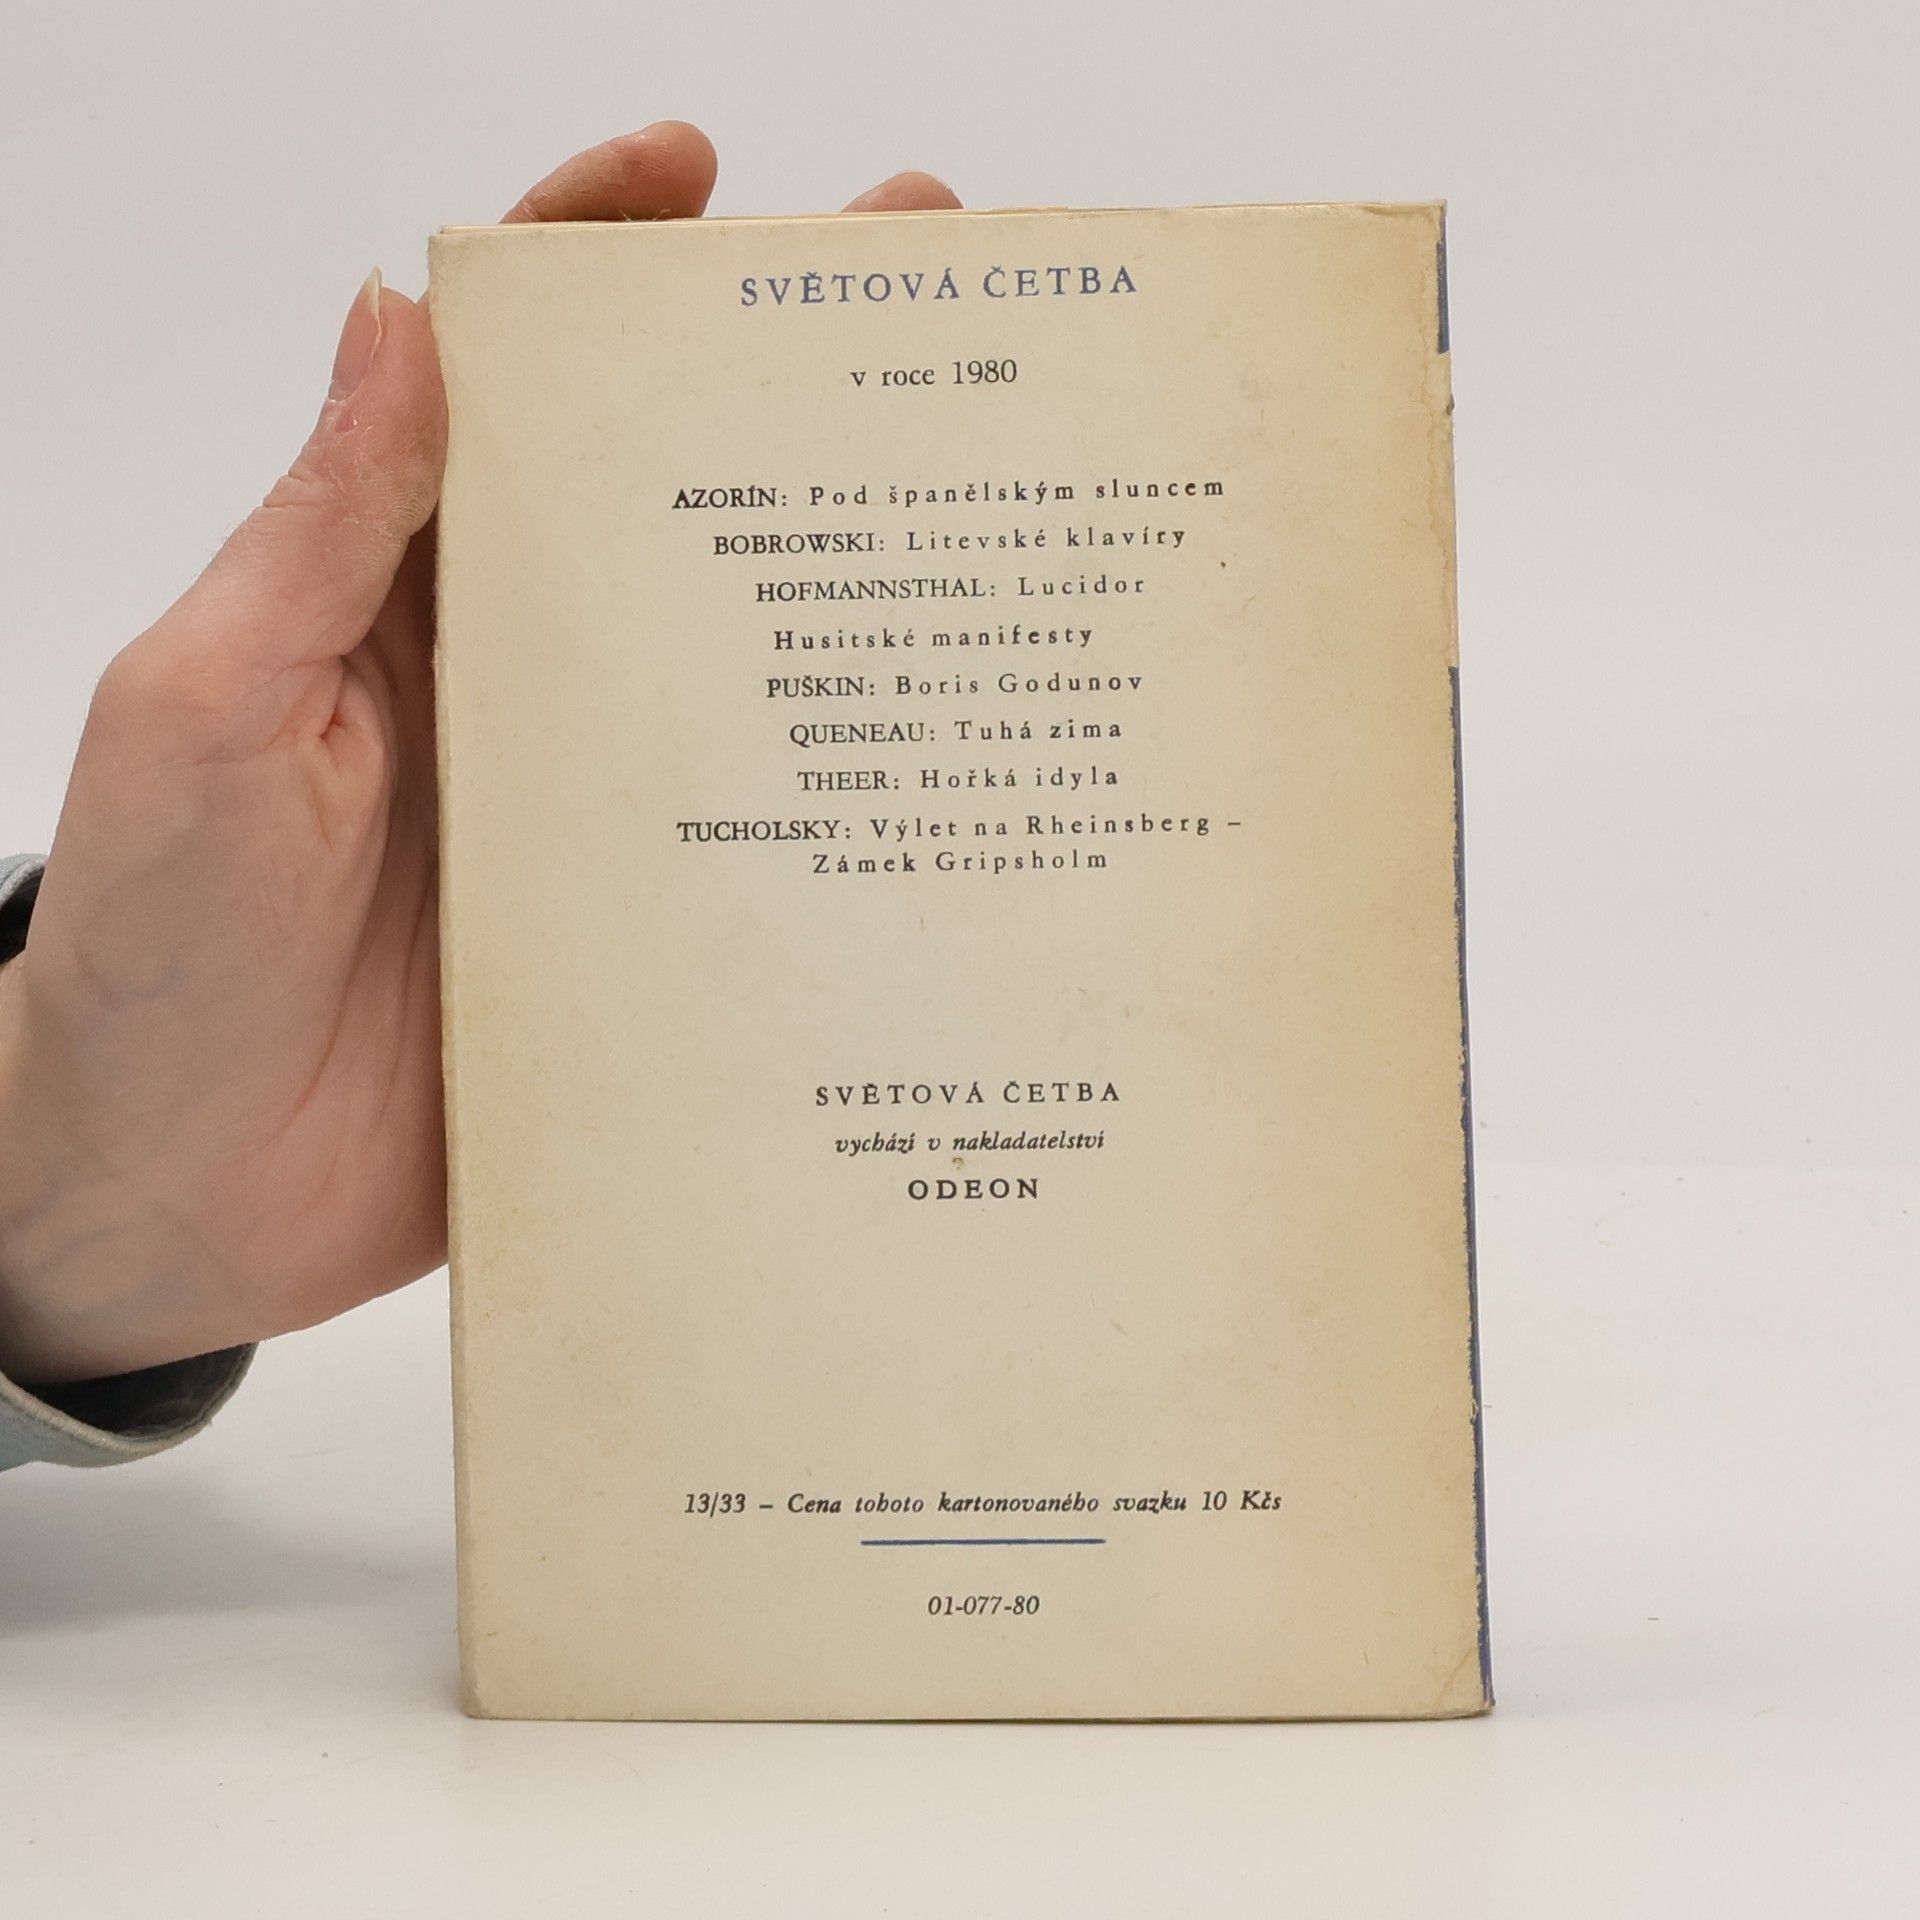 SVĚTOVÁ ČETBA
v roce 1980
AZORÍN: Pod španělským sluncem
BOBROWSKI: Litevské klavíry
HOFMANNSTHAL: Lucidor
Husitské manifesty
PUŠKIN: Boris Godunov
QUENEAU: Tuhá zima
THEER: Hořká idyla
TUCHOLSKY: Výlet na Rheinsberg –
Zámek Gripsholm
SVĚTOVÁ ČETBA
vychází v nakladatelství
ODEON
13/33 – Cena tohoto kartonovaného svazku 10 Kčs
01-077-80